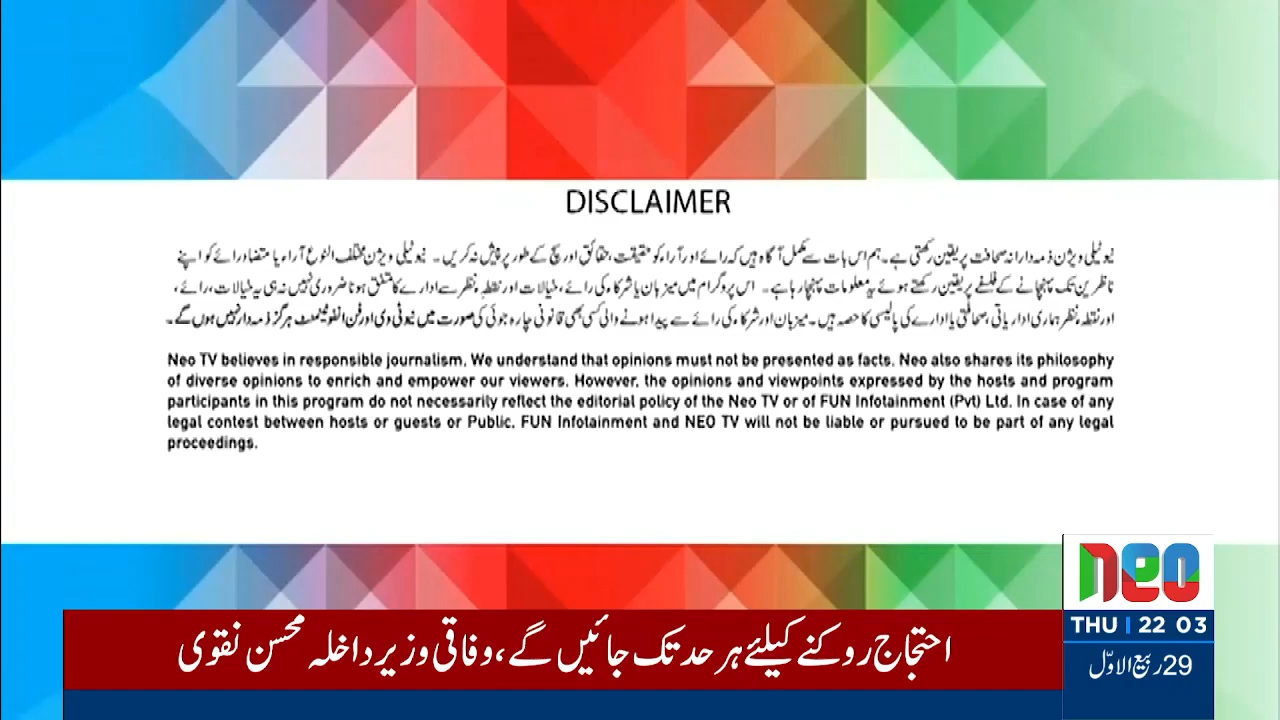 DISCLAIMER
نیو ٹیلی ویژن ذمہ دارانہ صحافت پر یقین رکھتی ہے۔ ہم اس بات سے مکمل آگاہ ہیں کہ رائے اور آراء کو حقیقت، حقائق اور سچ کے طور پر پیش نہ کریں۔ نیو ٹیلی ویژن مختلف النوع آراء یا متضاد رائے کو اپنے
ناظرین تک پہنچانے کے فلسفے پر یقین رکھتے ہوئے یہ معلومات پہنچا رہا ہے۔ اس پروگرام میں میزبان یا شرکاء کی رائے، خیالات اور نقطہ نظر سے ادارے کا متفق ہونا ضروری نہیں نہ ہی یہ خیالات، رائے،
اور نقطہ نظر ہماری اداریاتی، صحافتی یا ادارے کی پالیسی کا حصہ ہیں۔ میزبان اور شرکاء کی رائے سے پیدا ہونے والی کسی بھی قانونی چارہ جوئی کی صورت میں نیو ٹی وی اور فن انفوٹینمنٹ ہرگز ذمہ دار نہیں ہوں گے۔
Neo TV believes in responsible journalism. We understand that opinions must not be presented as facts. Neo also shares its philosophy
of diverse opinions to enrich and empower our viewers. However, the opinions and viewpoints expressed by the hosts and program
participants in this program do not necessarily reflect the editorial policy of the Neo TV or of FUN Infotainment (Pvt) Ltd. In case of any
legal contest between hosts or guests or Public, FUN Infotainment and NEO TV will not be liable or pursued to be part of any legal
proceedings.
neo
THU | 22 03
29 ربیع الاوّل
احتجاج روکنے کیلئے ہر حد تک جائیں گے، وفاقی وزیر داخلہ محسن نقوی